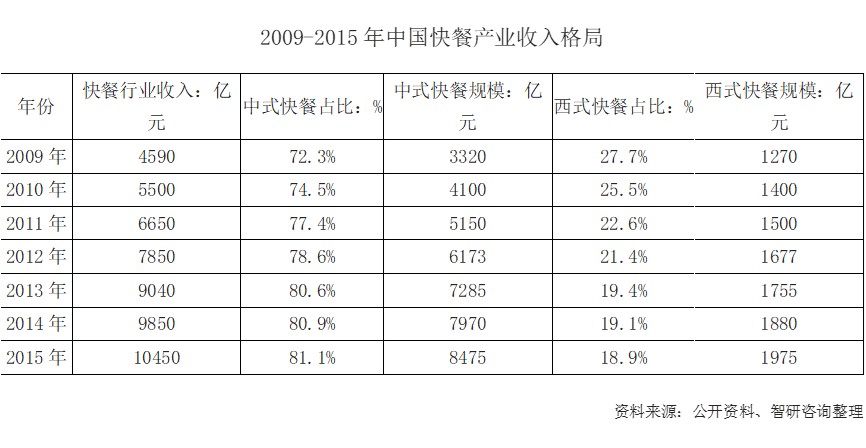 2009-2015 年中国快餐产业收入格局
年份 快餐行业收入：亿元 中式快餐占比：% 中式快餐规模：亿元 西式快餐占比：% 西式快餐规模：亿元
2009 年 4590 72.3% 3320 27.7% 1270
2010 年 5500 74.5% 4100 25.5% 1400
2011 年 6650 77.4% 5150 22.6% 1500
2012 年 7850 78.6% 6173 21.4% 1677
2013 年 9040 80.6% 7285 19.4% 1755
2014 年 9850 80.9% 7970 19.1% 1880
2015 年 10450 81.1% 8475 18.9% 1975
资料来源：公开资料、智研咨询整理